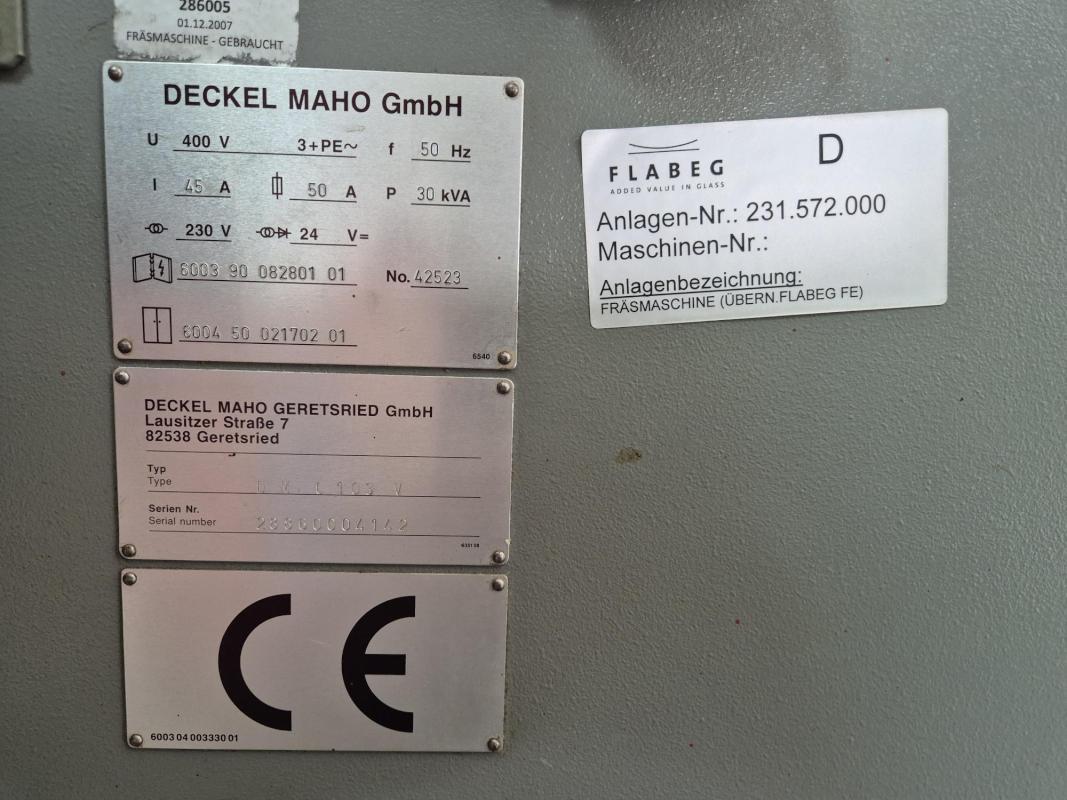 286005
01.12.2007
FRÄSMASCHINE - GEBRAUCHT
DECKEL MAHO GmbH
U 400 V 3+PE~ f 50 Hz
I 45 A 50 A P 30 kVA
230 V 24 V=
6003 90 082801 01 No. 42523
6004 50 021702 01
6540
DECKEL MAHO GERETSRIED GmbH
Lausitzer Straße 7
82538 Geretsried
Typ
Type
103 V
Serien Nr.
Serial number
CE
6003 04 003330 01
FLABEG
ADDED VALUE IN GLASS
D
Anlagen-Nr.: 231.572.000
Maschinen-Nr.:
Anlagenbezeichnung:
FRÄSMASCHINE (ÜBERN.FLABEG FE)